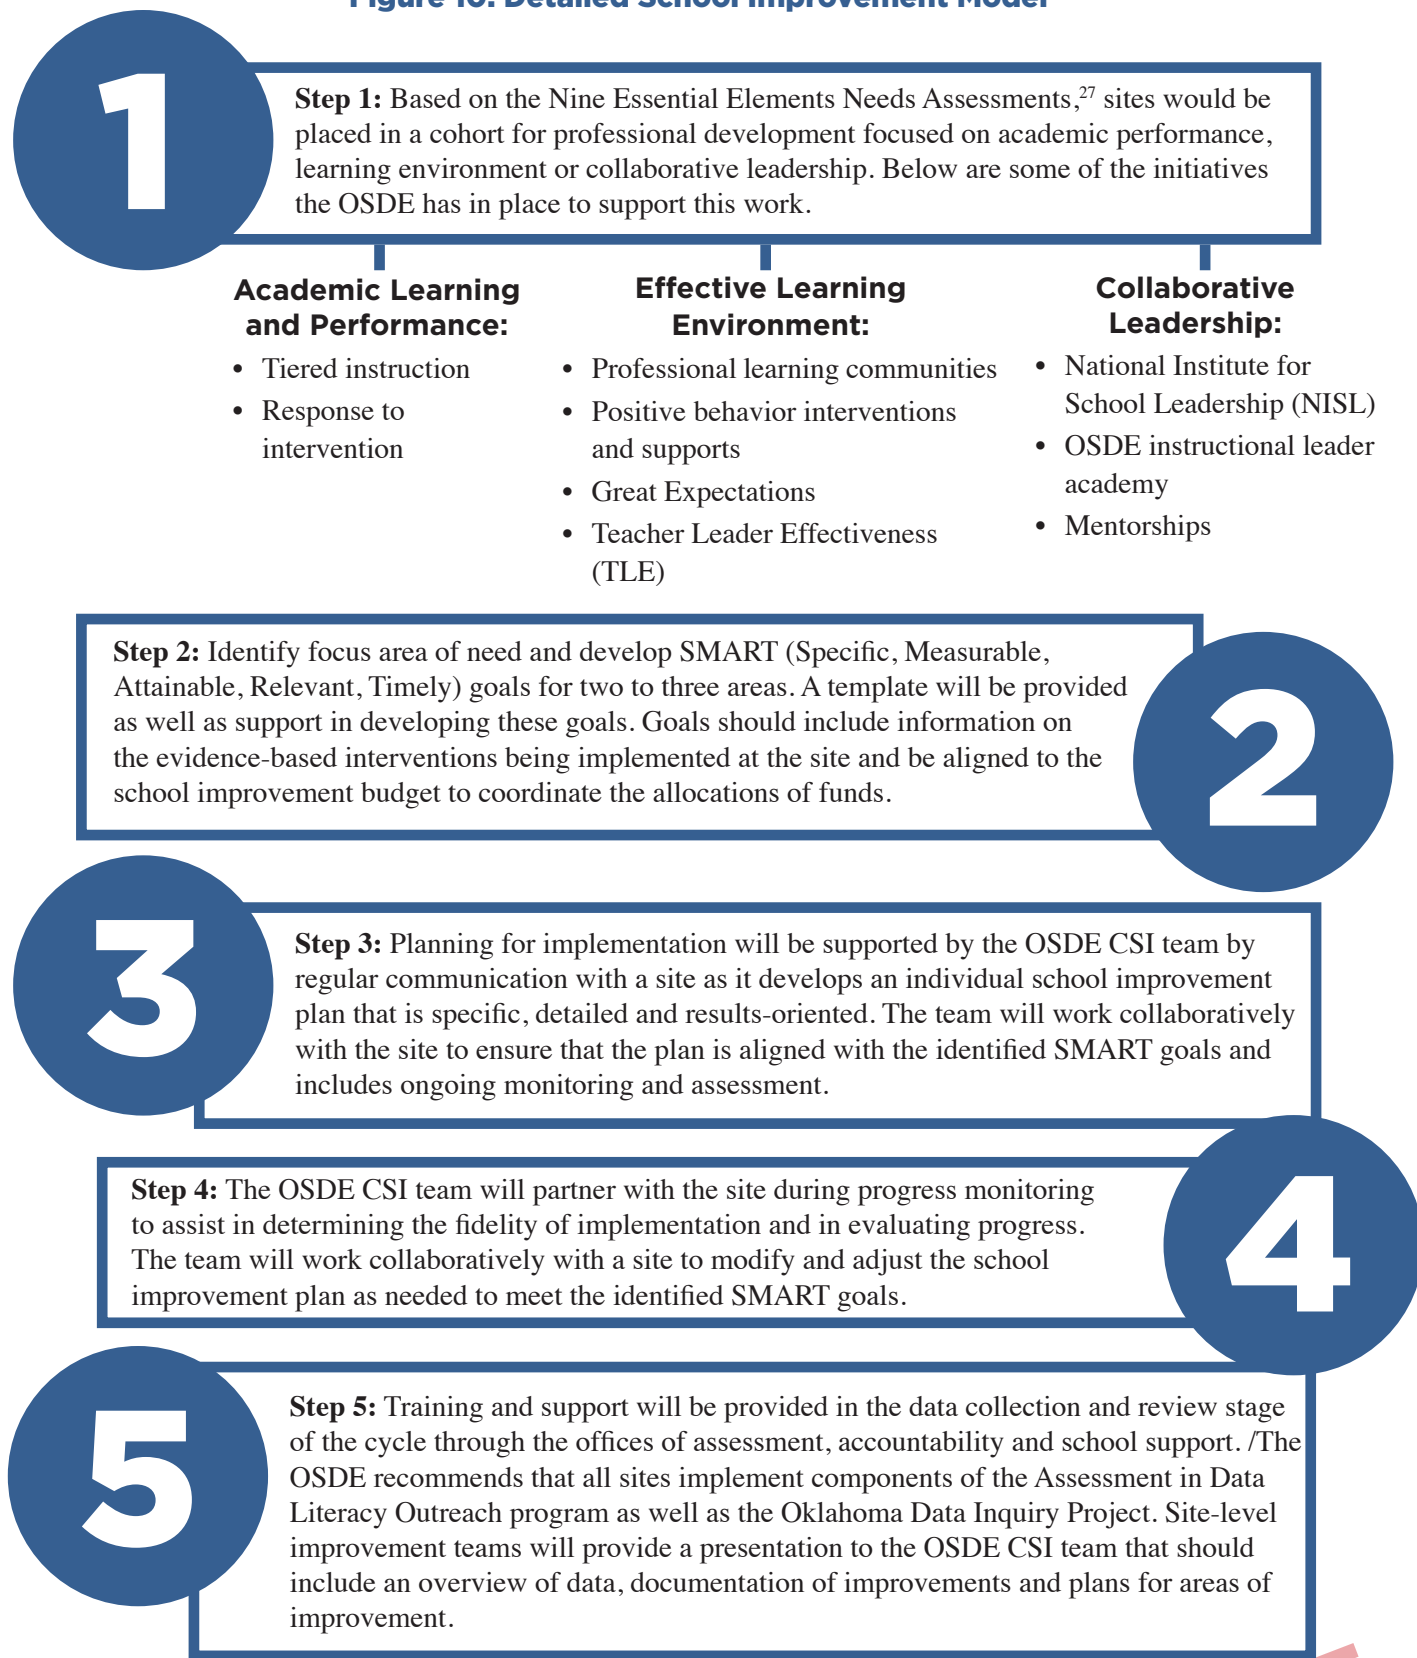 Figure 10: Detailed School Improvement Model
1
Step 1: Based on the Nine Essential Elements Needs Assessments,27 sites would be
placed in a cohort for professional development focused on academic performance,
learning environment or collaborative leadership. Below are some of the initiatives
the OSDE has in place to support this work.
Academic Learning
and Performance:
• Tiered instruction
• Response to
intervention
Effective Learning
Environment:
• Professional learning communities
• Positive behavior interventions
and supports
• Great Expectations
• Teacher Leader Effectiveness
(TLE)
Collaborative
Leadership:
• National Institute for
School Leadership (NISL)
• OSDE instructional leader
academy
• Mentorships
Step 2: Identify focus area of need and develop SMART (Specific, Measurable,
Attainable, Relevant, Timely) goals for two to three areas. A template will be provided
as well as support in developing these goals. Goals should include information on
the evidence-based interventions being implemented at the site and be aligned to the
school improvement budget to coordinate the allocations of funds.
2
3
Step 3: Planning for implementation will be supported by the OSDE CSI team by
regular communication with a site as it develops an individual school improvement
plan that is specific, detailed and results-oriented. The team will work collaboratively
with the site to ensure that the plan is aligned with the identified SMART goals and
includes ongoing monitoring and assessment.
Step 4: The OSDE CSI team will partner with the site during progress monitoring
to assist in determining the fidelity of implementation and in evaluating progress.
The team will work collaboratively with a site to modify and adjust the school
improvement plan as needed to meet the identified SMART goals.
4
5
Step 5: Training and support will be provided in the data collection and review stage
of the cycle through the offices of assessment, accountability and school support. /The
OSDE recommends that all sites implement components of the Assessment in Data
Literacy Outreach program as well as the Oklahoma Data Inquiry Project. Site-level
improvement teams will provide a presentation to the OSDE CSI team that should
include an overview of data, documentation of improvements and plans for areas of
improvement.